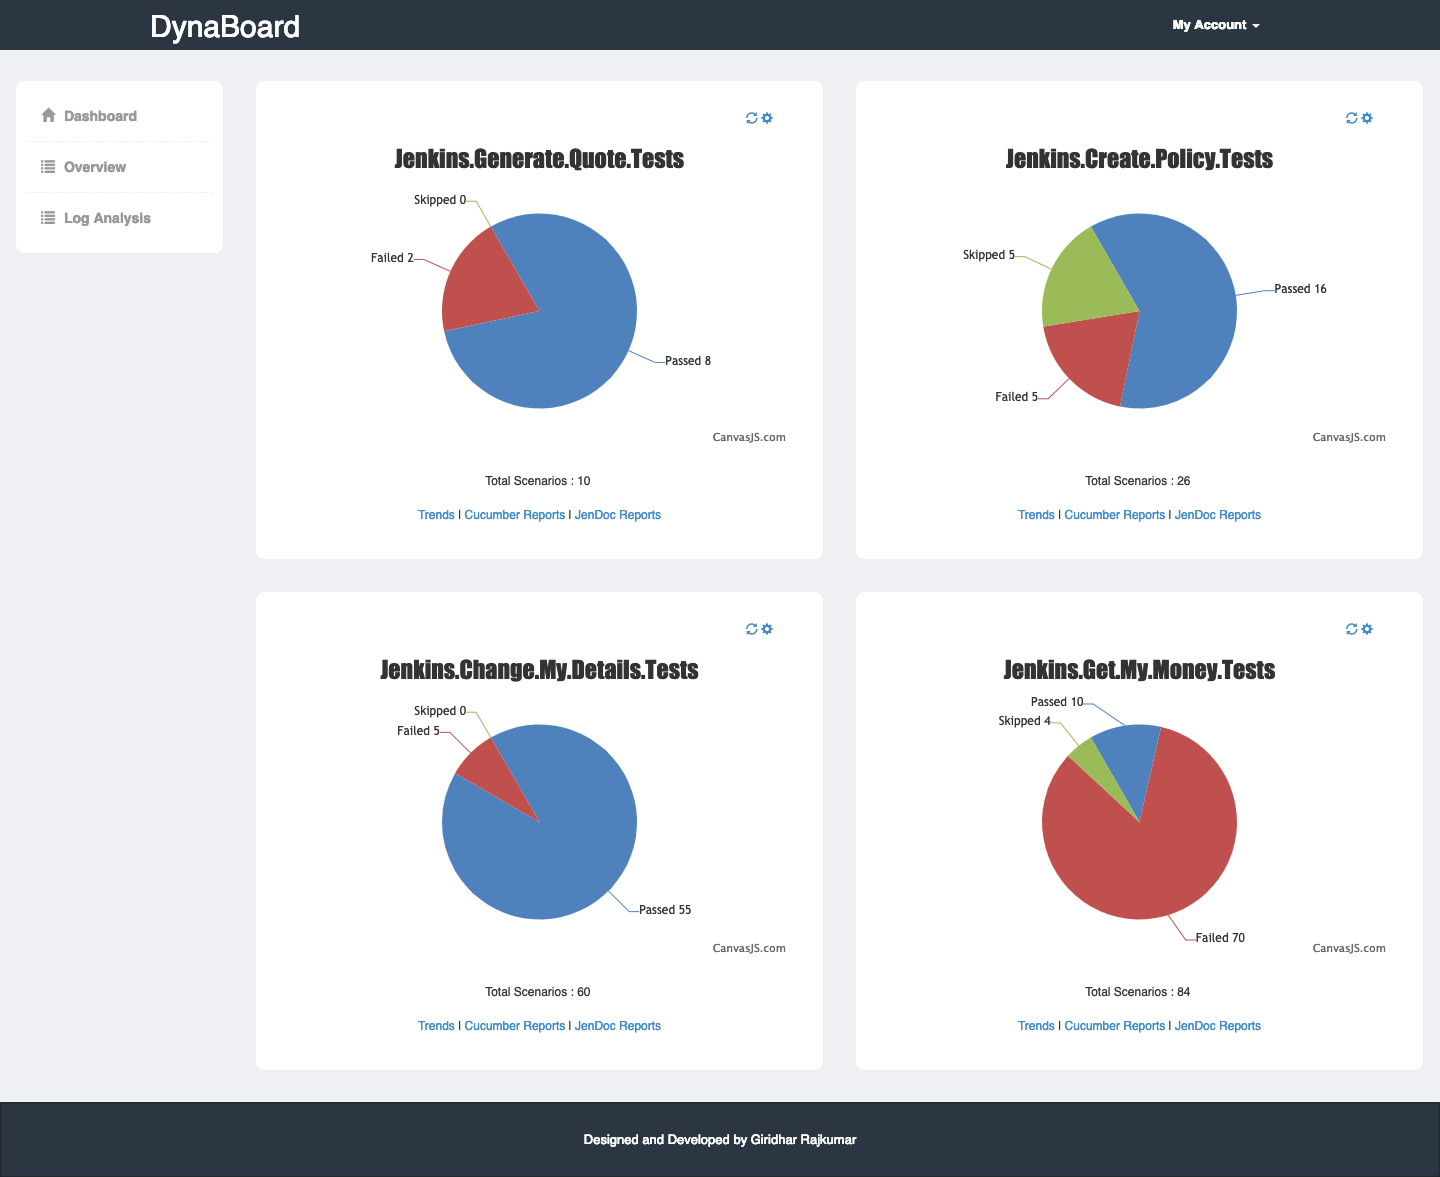 DynaBoard
My Account
Dashboard
Overview
Log Analysis
Jenkins.Generate.Quote.Tests
Skipped 0
Failed 2
Passed 8
CanvasJS.com
Total Scenarios : 10
Trends | Cucumber Reports | JenDoc Reports
Jenkins.Create.Policy.Tests
Skipped 5
Passed 16
Failed 5
CanvasJS.com
Total Scenarios : 26
Trends | Cucumber Reports | JenDoc Reports
Jenkins.Change.My.Details.Tests
Skipped 0
Failed 5
Passed 55
CanvasJS.com
Total Scenarios : 60
Trends | Cucumber Reports | JenDoc Reports
Jenkins.Get.My.Money.Tests
Passed 10
Skipped 4
Failed 70
CanvasJS.com
Total Scenarios : 84
Trends | Cucumber Reports | JenDoc Reports
Designed and Developed by Giridhar Rajkumar